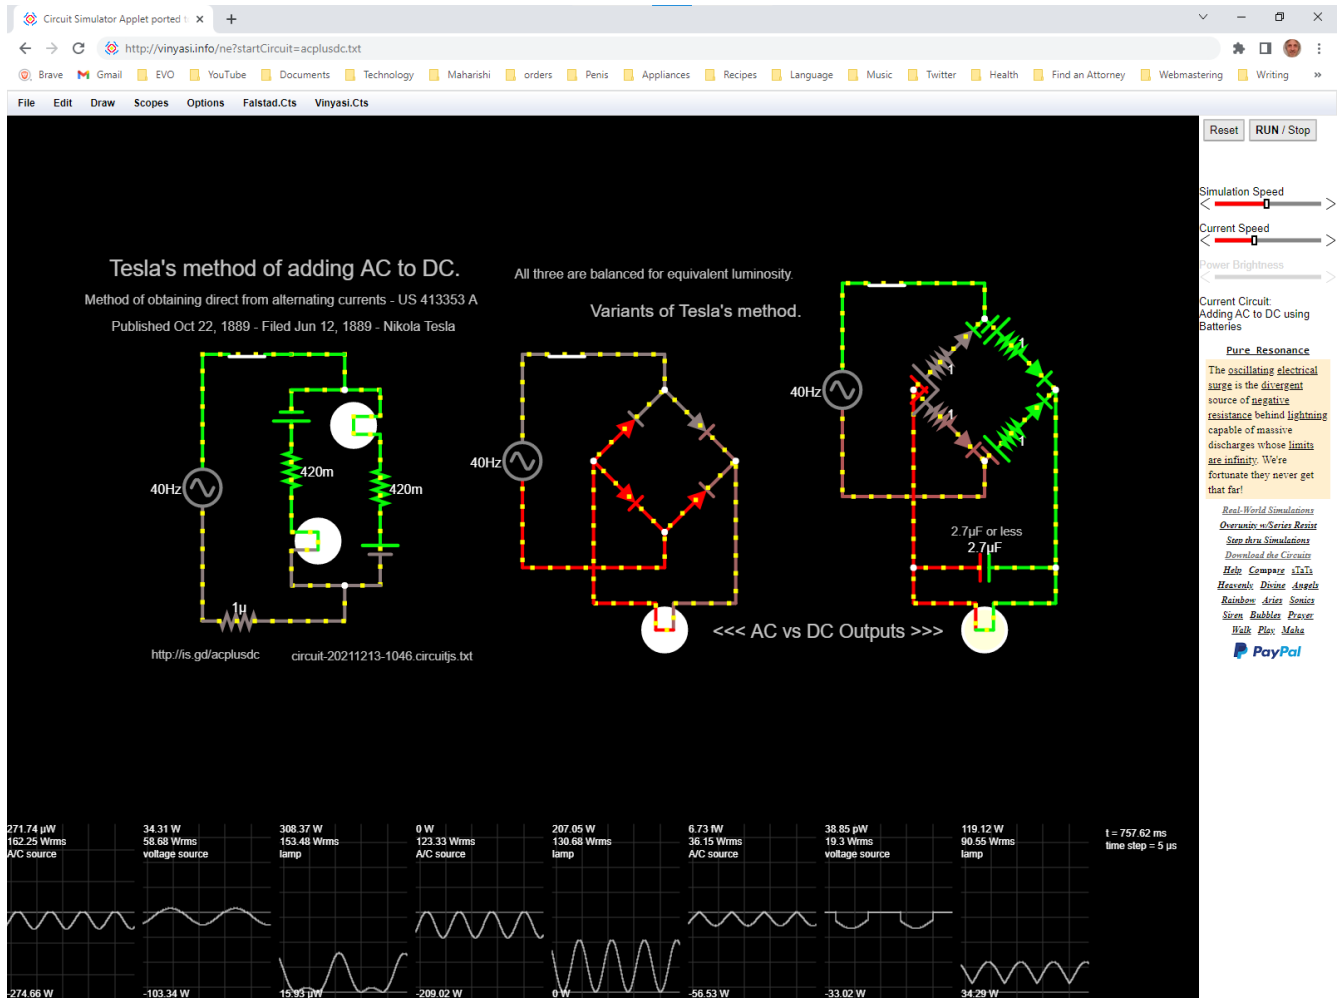 Circuit Simulator Applet ported t
http://vinyasi.info/ne?startCircuit=acplusdc.txt
Brave Gmail EVO YouTube Documents Technology Maharishi orders Penis Appliances Recipes Language Music Twitter Health Find an Attorney Webmastering Writing »
File Edit Draw Scopes Options Falstad.Cts Vinyasi.Cts
Reset RUN / Stop
Simulation Speed
Current Speed
Power Brightness
Current Circuit:
Adding AC to DC using
Batteries
Pure Resonance
The oscillating electrical
surge is the divergent
source of negative
resistance behind lightning
capable of massive
discharges whose limits
are infinity. We're
fortunate they never get
that far!
Real-World Simulations
Overunity w/Series Resist
Step thru Simulations
Download the Circuits
Help Compare sTaTs
Heavenly Divine Angels
Rainbow Aries Sonics
Siren Bubbles Prayer
Walk Play Maha
PayPal
Tesla's method of adding AC to DC.
Method of obtaining direct from alternating currents - US 413353 A
Published Oct 22, 1889 - Filed Jun 12, 1889 - Nikola Tesla
All three are balanced for equivalent luminosity.
Variants of Tesla's method.
40Hz
420m
420m
1μ
40Hz
40Hz
1
1
1
1
2.7μF or less
2.7μF
<<< AC vs DC Outputs >>>
http://is.gd/acplusdc
circuit-20211213-1046.circuitjs.txt
271.74 μW
162.25 Wrms
A/C source
-274.66 W
34.31 W
58.68 Wrms
voltage source
-103.34 W
308.37 W
153.48 Wrms
lamp
15.93 μW
0 W
123.33 Wrms
A/C source
-209.02 W
207.05 W
130.68 Wrms
lamp
0 W
6.73 fW
36.15 Wrms
A/C source
-56.53 W
38.85 pW
19.3 Wrms
voltage source
-33.02 W
119.12 W
90.55 Wrms
lamp
34.29 W
t = 757.62 ms
time step = 5 μs